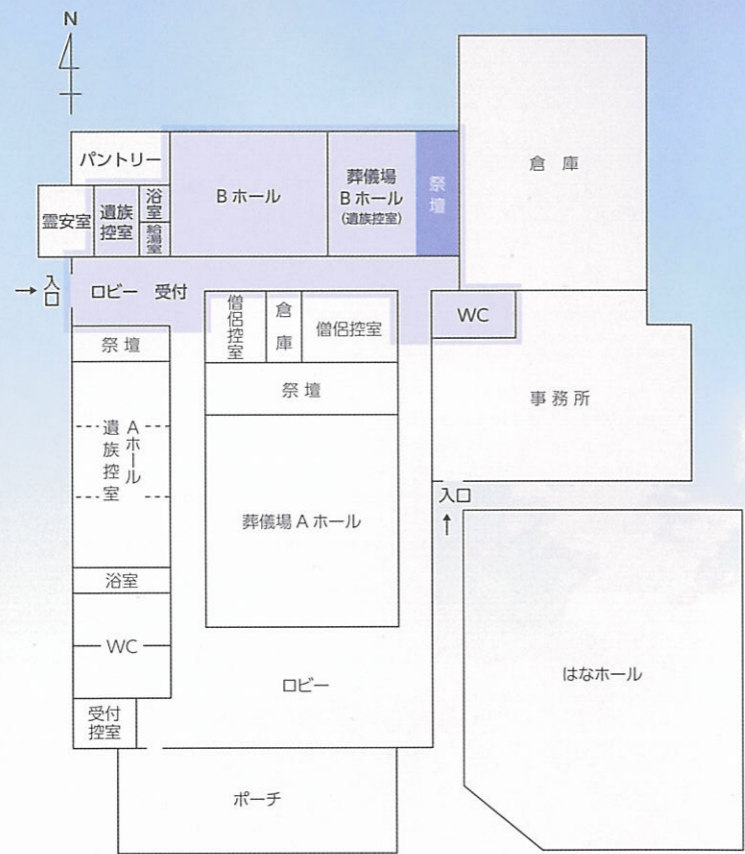 N
パントリー
倉庫
Bホール
葬儀場
Bホール
(遺族控室)
祭壇
霊安室
遺族
控室
浴室
給湯室
入口
ロビー 受付
僧侶控室
倉庫
僧侶控室
WC
祭壇
祭壇
事務所
Aホール
遺族控室
入口
葬儀場Aホール
浴室
WC
はなホール
ロビー
受付
控室
ポーチ